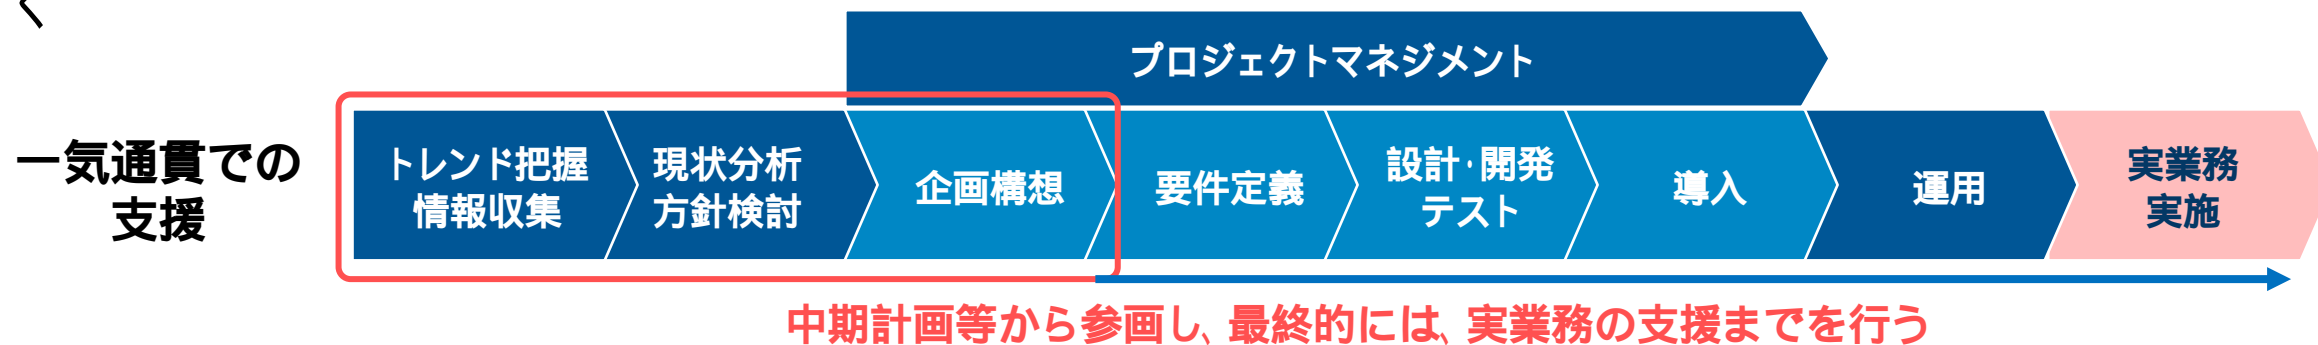 く
プロジェクトマネジメント
一気通貫での
支援
トレンド把握
情報収集
現状分析
方針検討
企画構想
要件定義
設計・開発
テスト
導入
運用
実業務
実施
中期計画等から参画し、最終的には、実業務の支援までを行う